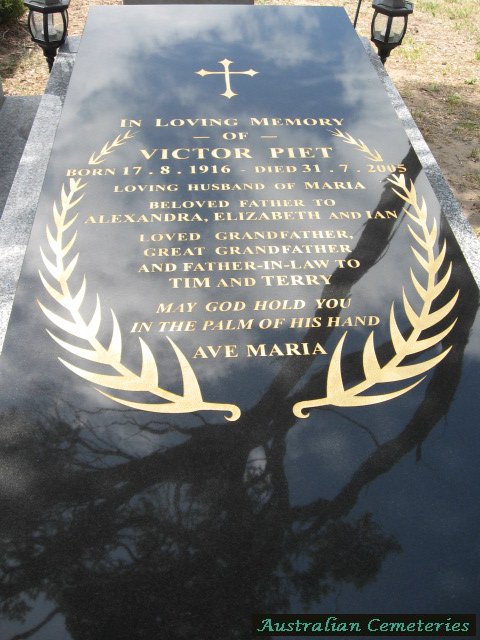 IN LOVING MEMORY
— OF —
VICTOR PIET
BORN 17 . 8 . 1916 - DIED 31 . 7 . 2005
LOVING HUSBAND OF MARIA
BELOVED FATHER TO
ALEXANDRA, ELIZABETH AND IAN
LOVED GRANDFATHER,
GREAT GRANDFATHER
AND FATHER-IN-LAW TO
TIM AND TERRY
MAY GOD HOLD YOU
IN THE PALM OF HIS HAND
AVE MARIA
Australian Cemeteries